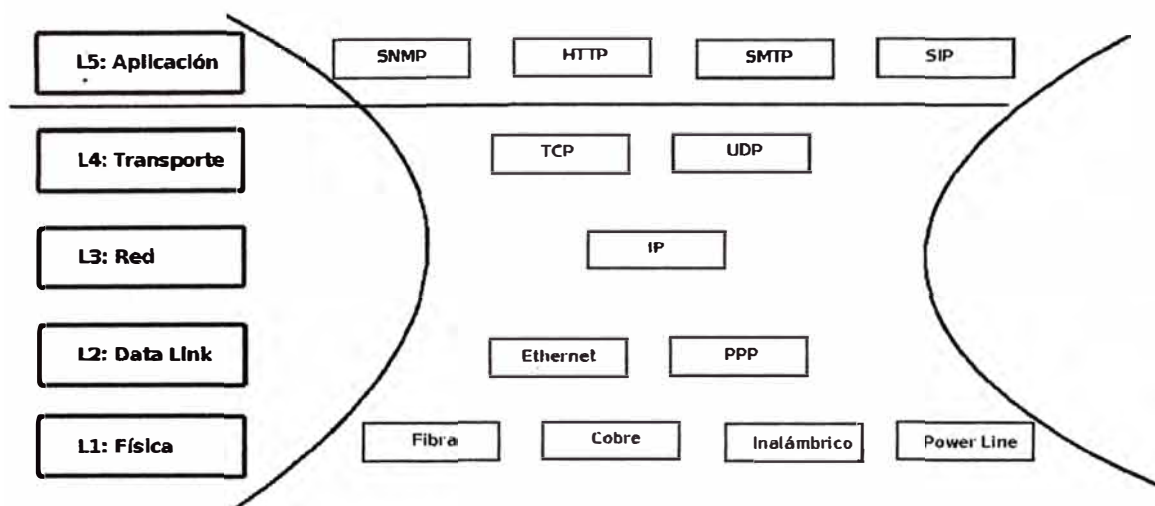 L5: Aplicación
SNMP
HTTP
SMTP
SIP
L4: Transporte
TCP
UDP
L3: Red
IP
L2: Data Link
Ethernet
PPP
L1: Física
Fibra
Cobre
Inalámbrico
Power Line